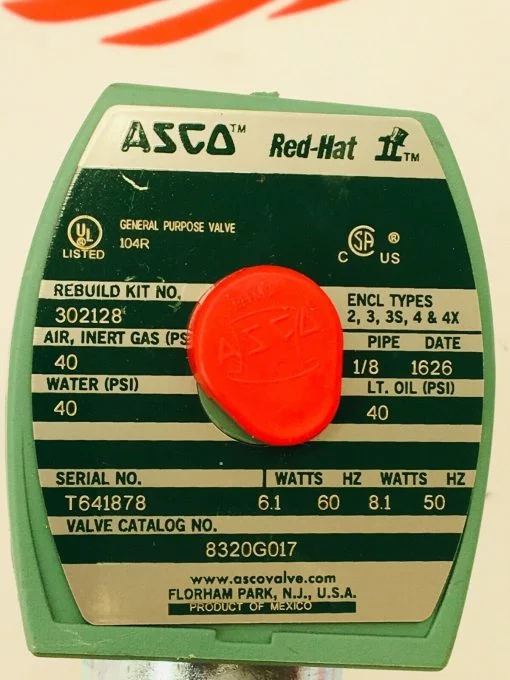 ASCO™ Red-Hat II™
UL® LISTED
GENERAL PURPOSE VALVE
104R
C SA ® US
REBUILD KIT NO.
302128
ENCL TYPES
2, 3, 3S, 4 & 4X
AIR, INERT GAS (PS
40
PIPE DATE
1/8 1626
WATER (PSI)
40
LT. OIL (PSI)
40
ASCO
SERIAL NO. WATTS HZ WATTS HZ
T641878 6.1 60 8.1 50
VALVE CATALOG NO.
8320G017
www.ascovalve.com
FLORHAM PARK, N.J., U.S.A.
PRODUCT OF MEXICO